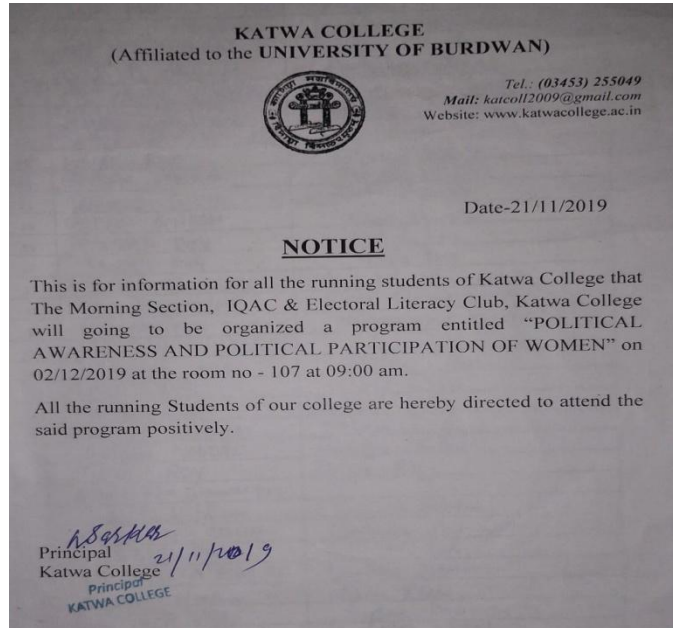 KATWA COLLEGE
(Affiliated to the UNIVERSITY OF BURDWAN)
Tel.: (03453) 255049
Mail: katcoll2009@gmail.com
Website: www.katwacollege.ac.in
Date-21/11/2019
NOTICE
This is for information for all the running students of Katwa College that
The Morning Section, IQAC & Electoral Literacy Club, Katwa College
will going to be organized a program entitled “POLITICAL
AWARENESS AND POLITICAL PARTICIPATION OF WOMEN” on
02/12/2019 at the room no - 107 at 09:00 am.
All the running Students of our college are hereby directed to attend the
said program positively.
Principal
Katwa College 21/11/2019
Principal
KATWA COLLEGE